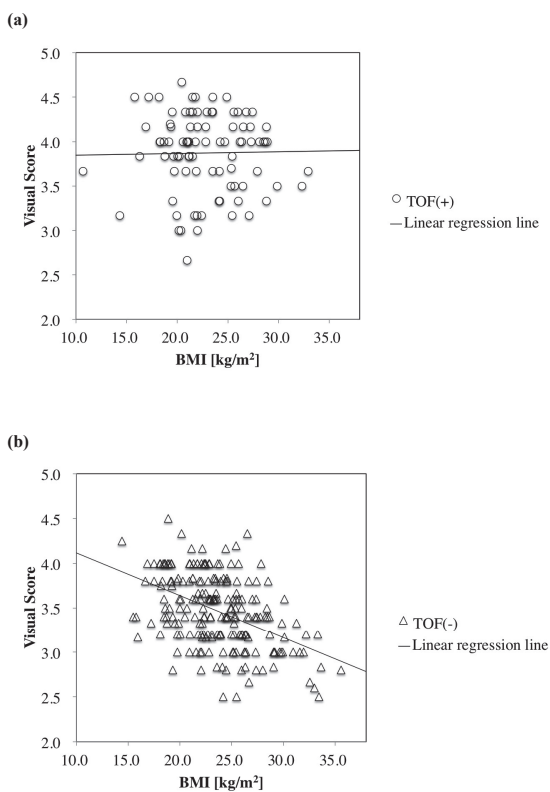 (a)
5.0
4.5
4.0
3.5
3.0
2.5
2.0
Visual Score
10.0 15.0 20.0 25.0 30.0 35.0
BMI [kg/m²]
TOF(+)
Linear regression line
(b)
5.0
4.5
4.0
3.5
3.0
2.5
2.0
Visual Score
10.0 15.0 20.0 25.0 30.0 35.0
BMI [kg/m²]
TOF(-)
Linear regression line